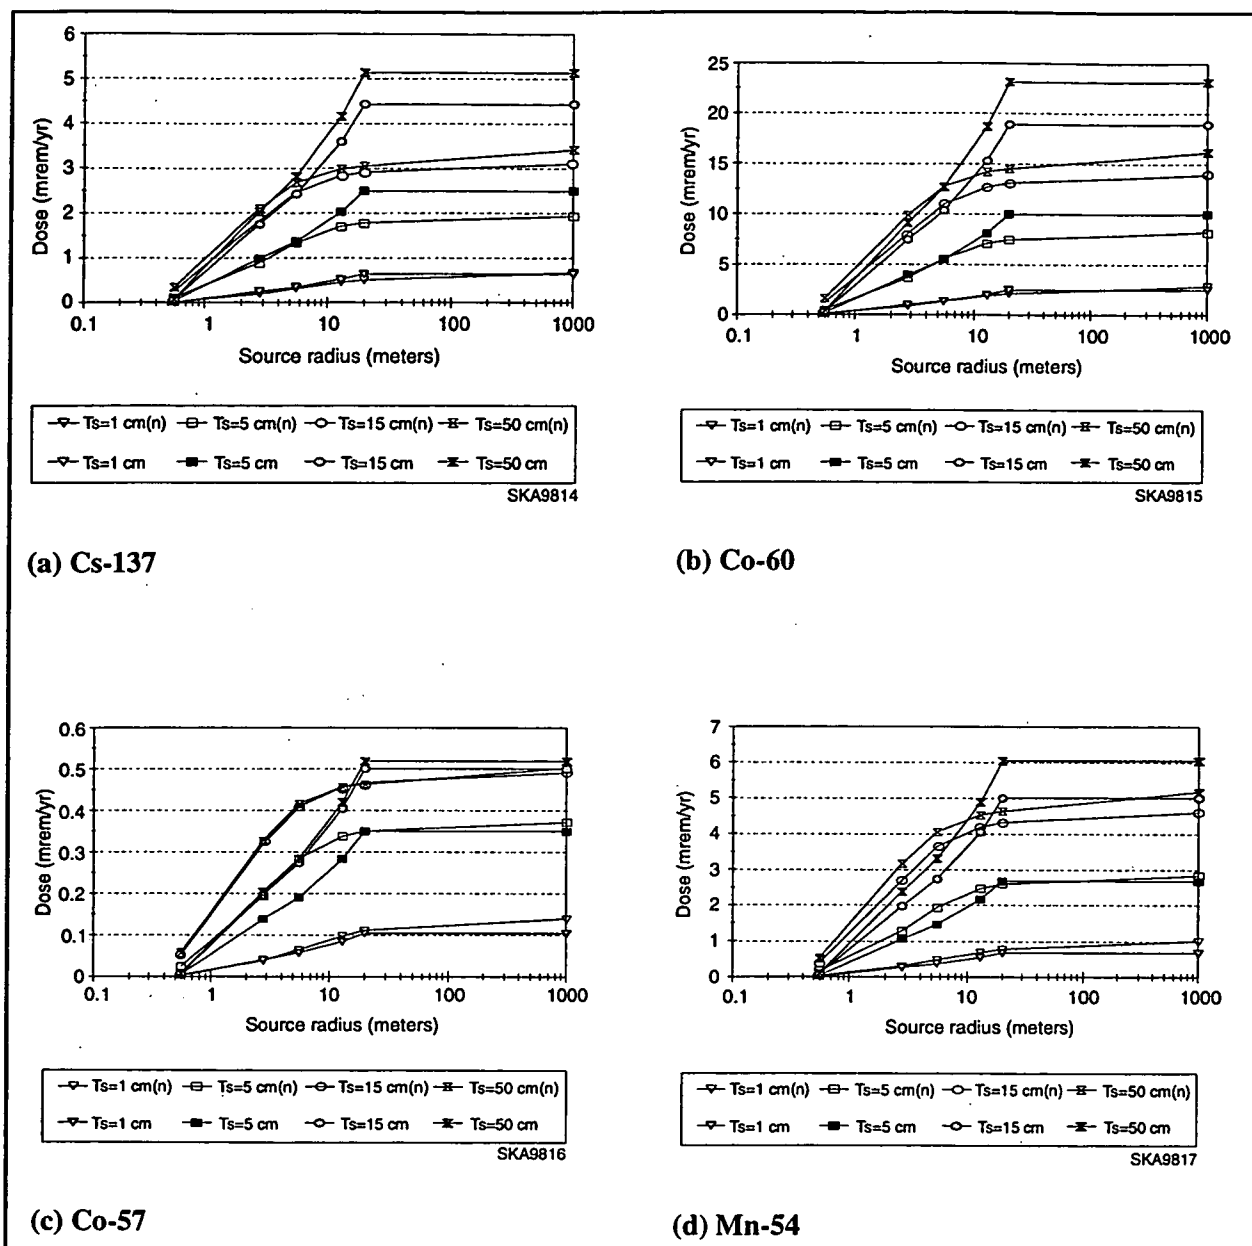 6
5
4
3
2
1
0
Dose (mrem/yr)
0.1 1 10 100 1000
Source radius (meters)
Ts=1 cm(n) Ts=5 cm(n) Ts=15 cm(n) Ts=50 cm(n)
Ts=1 cm Ts=5 cm Ts=15 cm Ts=50 cm
SKA9814
(a) Cs-137
25
20
15
10
5
0
Dose (mrem/yr)
0.1 1 10 100 1000
Source radius (meters)
Ts=1 cm(n) Ts=5 cm(n) Ts=15 cm(n) Ts=50 cm(n)
Ts=1 cm Ts=5 cm Ts=15 cm Ts=50 cm
SKA9815
(b) Co-60
0.6
0.5
0.4
0.3
0.2
0.1
0
Dose (mrem/yr)
0.1 1 10 100 1000
Source radius (meters)
Ts=1 cm(n) Ts=5 cm(n) Ts=15 cm(n) Ts=50 cm(n)
Ts=1 cm Ts=5 cm Ts=15 cm Ts=50 cm
SKA9816
(c) Co-57
7
6
5
4
3
2
1
0
Dose (mrem/yr)
0.1 1 10 100 1000
Source radius (meters)
Ts=1 cm(n) Ts=5 cm(n) Ts=15 cm(n) Ts=50 cm(n)
Ts=1 cm Ts=5 cm Ts=15 cm Ts=50 cm
SKA9817
(d) Mn-54